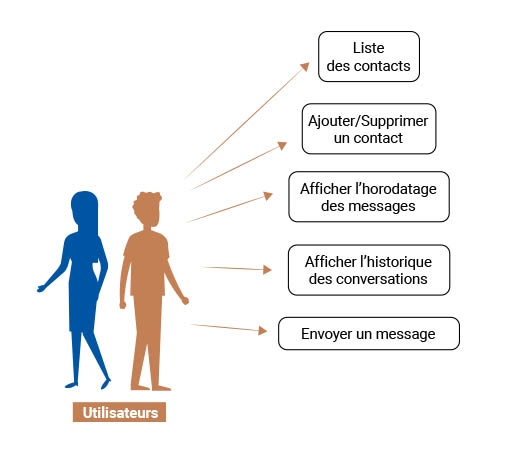 Liste
des contacts
Ajouter/Supprimer
un contact
Afficher l’horodatage
des messages
Afficher l’historique
des conversations
Envoyer un message
Utilisateurs